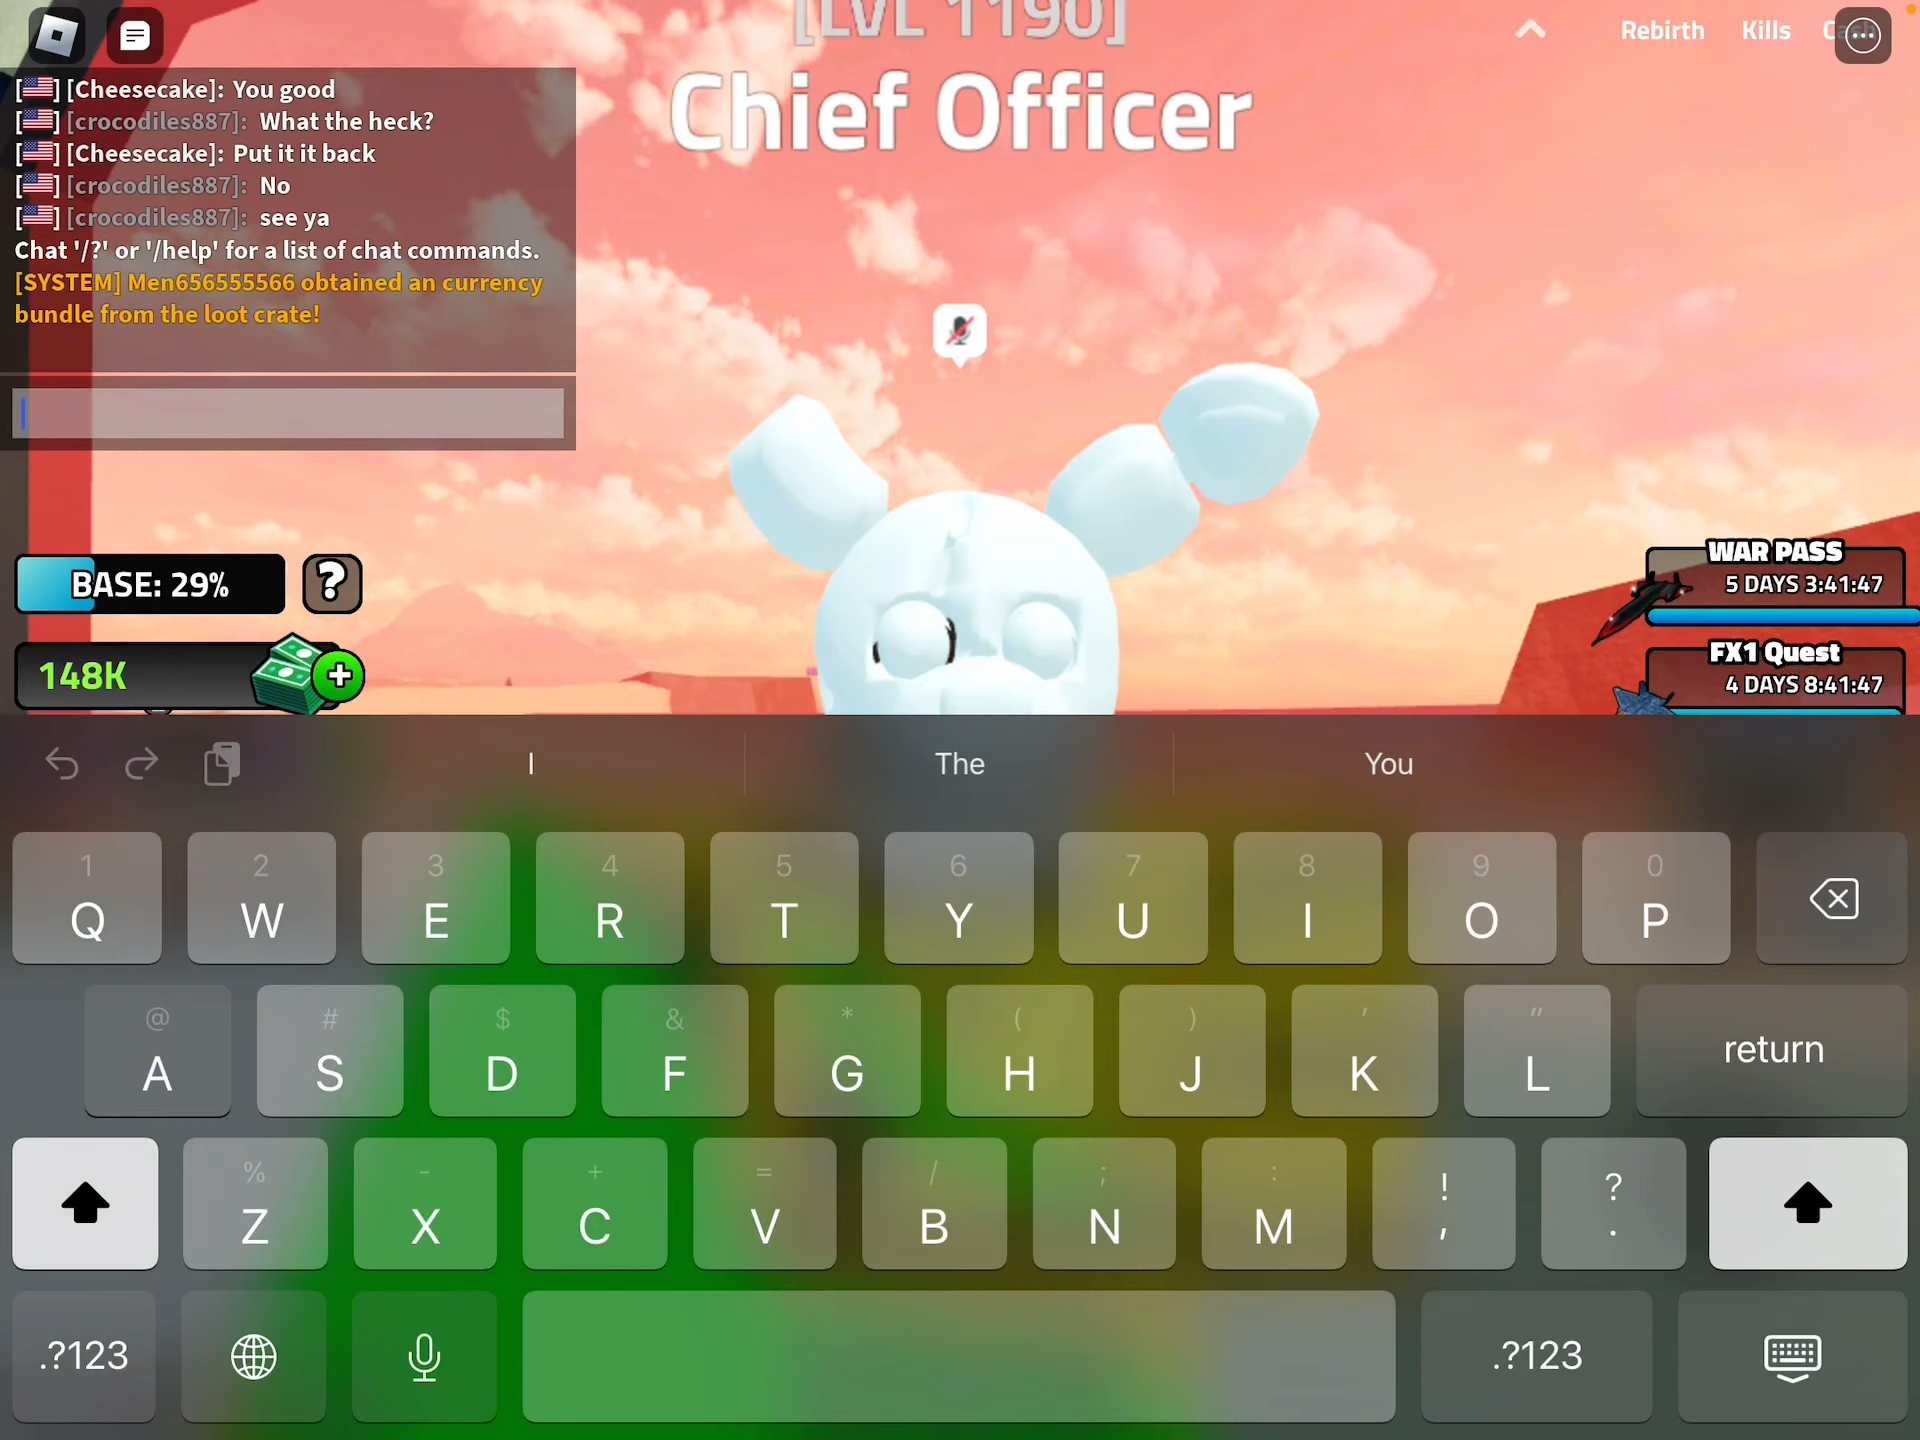 [LVL 1190]
Chief Officer
Rebirth Kills
[Cheesecake]: You good
[crocodiles887]: What the heck?
[Cheesecake]: Put it it back
[crocodiles887]: No
[crocodiles887]: see ya
Chat '/?' or '/help' for a list of chat commands.
[SYSTEM] Men656555566 obtained an currency
bundle from the loot crate!
BASE: 29% ?
148K
WAR PASS
5 DAYS 3:41:47
FX1 Quest
4 DAYS 8:41:47
I The You
1 2 3 4 5 6 7 8 9 0
Q W E R T Y U I O P
@ # $ & * ( ) ' "
A S D F G H J K L return
% - + = / ; : ! ?
Z X C V B N M , .
.?123 .?123